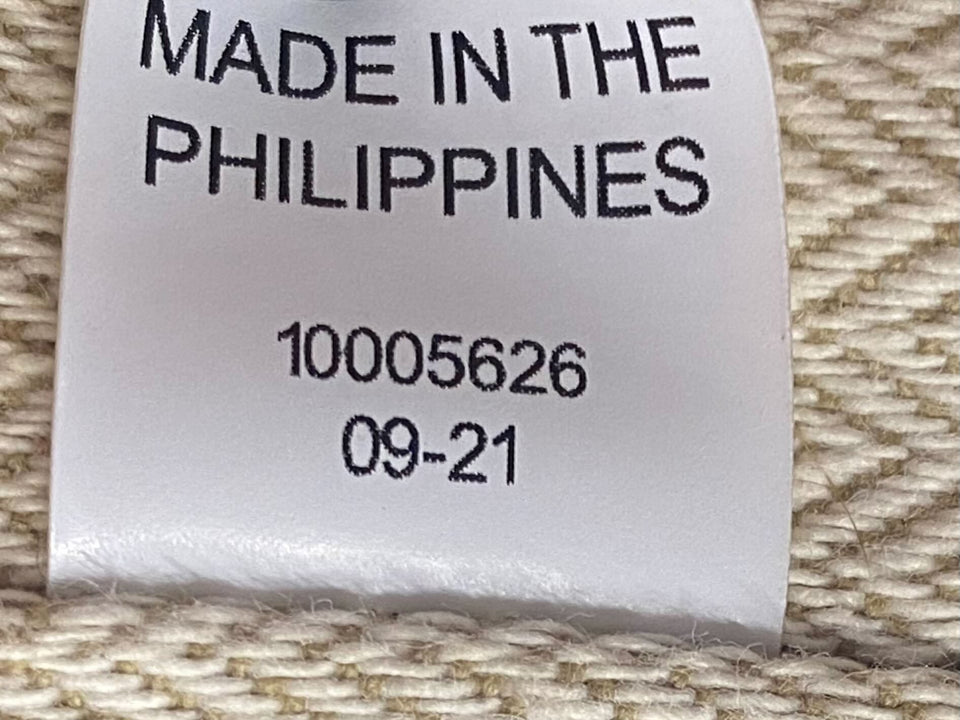 MADE IN THE
PHILIPPINES
10005626
09-21